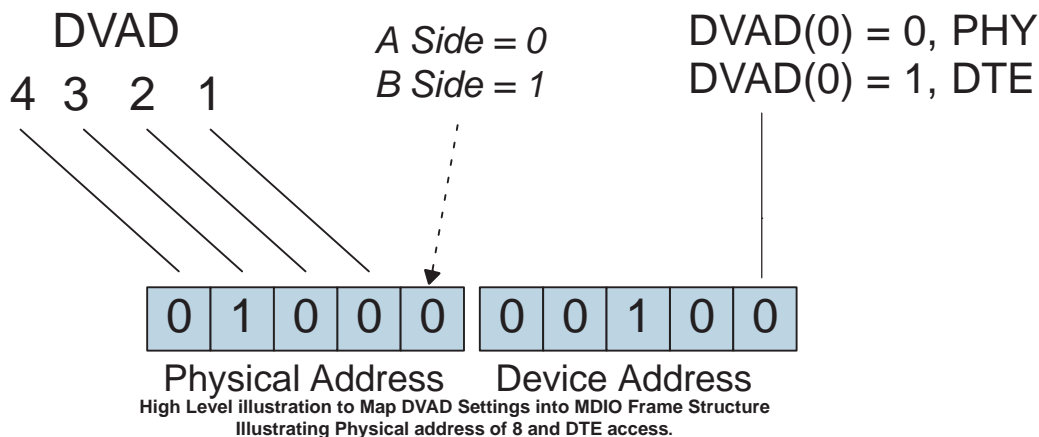 DVAD
4 3 2 1
A Side = 0
B Side = 1
DVAD(0) = 0, PHY
DVAD(0) = 1, DTE
0 1 0 0 0 0 0 1 0 0
Physical Address Device Address
High Level illustration to Map DVAD Settings into MDIO Frame Structure
Illustrating Physical address of 8 and DTE access.